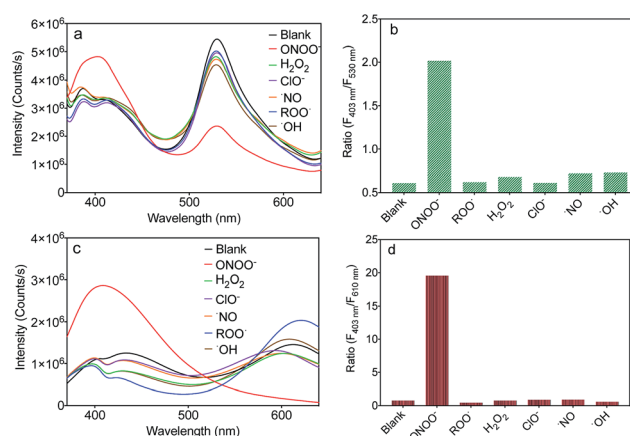 a
6×10⁶
5×10⁶
4×10⁶
3×10⁶
2×10⁶
1×10⁶
0
Intensity (Counts/s)
400
500
600
Wavelength (nm)
Blank
ONOO⁻
H₂O₂
ClO⁻
˙NO
ROO˙
˙OH
b
2.5
2.0
1.5
1.0
0.5
Ratio (F₄₀₃ ₙₘ/F₅₃₀ ₙₘ)
Blank
ONOO⁻
ROO˙
H₂O₂
ClO⁻
˙NO
˙OH
c
4×10⁶
3×10⁶
2×10⁶
1×10⁶
0
Intensity (Counts/s)
400
500
600
Wavelength (nm)
Blank
ONOO⁻
H₂O₂
ClO⁻
˙NO
ROO˙
˙OH
d
25
20
15
10
5
0
Ratio (F₄₀₃ ₙₘ/F₆₁₀ ₙₘ)
Blank
ONOO⁻
ROO˙
H₂O₂
ClO⁻
˙NO
˙OH